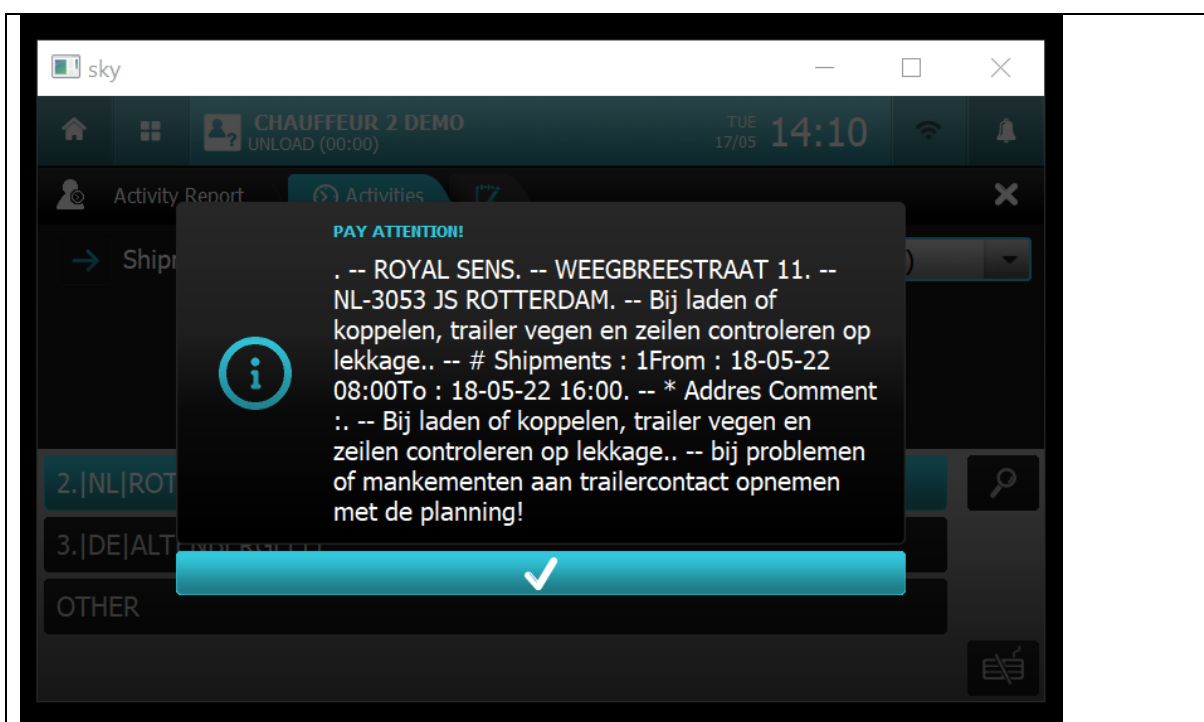 sky
CHAUFFEUR 2 DEMO
UNLOAD (00:00)
TUE
17/05
14:10
Activity Report
Activities
PAY ATTENTION!
. -- ROYAL SENS. -- WEEGBREESTRAAT 11. --
NL-3053 JS ROTTERDAM. -- Bij laden of
koppelen, trailer vegen en zeilen controleren op
lekkage.. -- # Shipments : 1From : 18-05-22
08:00To : 18-05-22 16:00. -- * Addres Comment
:. -- Bij laden of koppelen, trailer vegen en
zeilen controleren op lekkage.. -- bij problemen
of mankementen aan trailercontact opnemen
met de planning!
2.|NL|ROT
3.|DE|ALT
OTHER